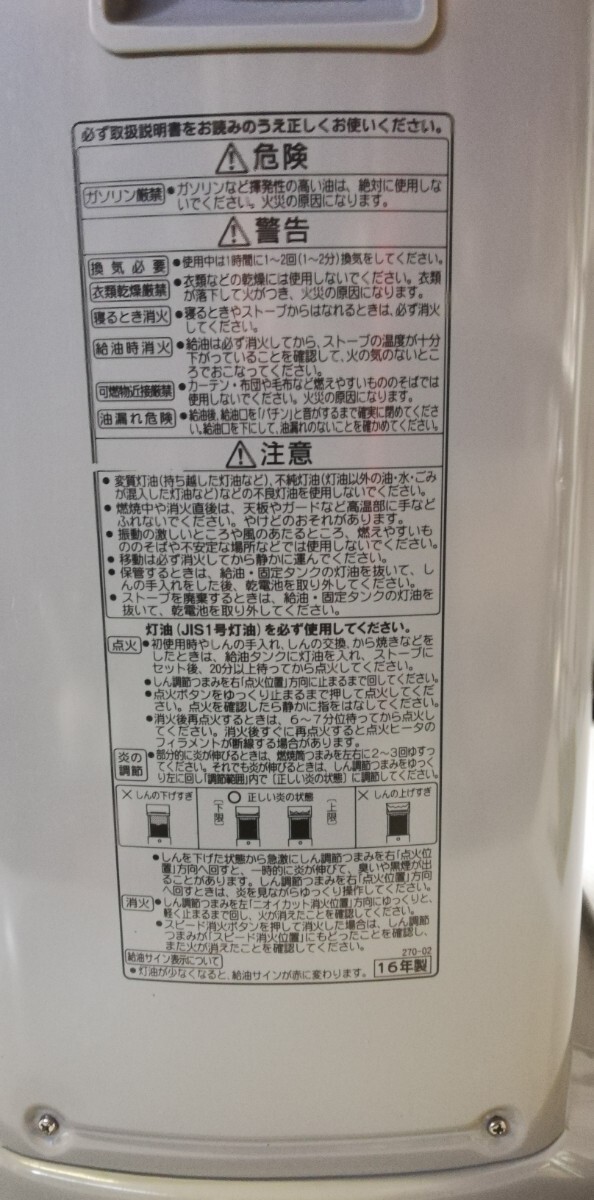 必ず取扱説明書をお読みのうえ正しくお使いください。
⚠危険
ガソリン厳禁 ●ガソリンなど揮発性の高い油は、絶対に使用しな
いでください。火災の原因になります。
⚠警告
換気必要 ●使用中は1時間に1〜2回(1〜2分)換気をしてください。
衣類乾燥厳禁 ●衣類などの乾燥には使用しないでください。衣類
が落下して火がつき、火災の原因になります。
寝るとき消火 ●寝るときやストーブからはなれるときは、必ず消火
してください。
給油時消火 ●給油は必ず消火してから、ストーブの温度が十分
下がっていることを確認して、火の気のないとこ
ろでおこなってください。
可燃物近接厳禁 ●カーテン・布団や毛布など燃えやすいもののそばでは
使用しないでください。火災の原因になります。
油漏れ危険 ●給油後、給油口を「パチン」と音がするまで確実に閉めてくださ
い。給油口を下にして、油漏れのないことを確かめてください。
⚠注意
●変質灯油(持ち越した灯油など)、不純灯油(灯油以外の油・水・ごみ
が混入した灯油など)などの不良灯油を使用しないでください。
●燃焼中や消火直後は、天板やガードなど高温部に手など
ふれないでください。やけどのおそれがあります。
●振動の激しいところや風のあたるところ、燃えやすいも
ののそばや不安定な場所などでは使用しないでください。
●移動は必ず消火してから静かに運んでください。
●保管するときは、給油・固定タンクの灯油を抜いて、し
んの手入れをした後、乾電池を取り外してください。
●ストーブを廃棄するときは、給油・固定タンクの灯油を
抜いて、乾電池を取り外してください。
灯油(JIS1号灯油)を必ず使用してください。
点火 ●初使用時やしんの手入れ、しんの交換、から焼きなどを
したときは、給油タンクに灯油を入れ、ストーブに
セット後、20分以上待ってから点火してください。
●しん調節つまみを右「点火位置」方向に止まるまで回してください。
●点火ボタンをゆっくり止まるまで押して点火してくだ
さい。点火を確認したら静かに指をはなしてください。
●消火後再点火するときは、6〜7分位待ってから点火し
てください。消火後すぐに再点火すると点火ヒータの
フィラメントが断線する場合があります。
炎の調節 ●部分的に炎が伸びるときは、燃焼筒つまみを左右に2〜3回ゆすっ
てください。それでも炎が伸びるときは、しん調節つまみをゆっく
り左に回し「調節範囲」内で〔正しい炎の状態〕に調節してください。
×しんの下げすぎ ○正しい炎の状態 〔下限〕 〔上限〕 ×しんの上げすぎ
●しんを下げた状態から急激にしん調節つまみを右「点火位
置」方向へ回すと、一時的に炎が伸びて、臭いや黒煙が出
ることがあります。しん調節つまみを右「点火位置」方向
へ回すときは、炎を見ながらゆっくり操作してください。
消火 ●しん調節つまみを左「ニオイカット消火位置」方向にゆっくりと、
軽く止まるまで回し、火が消えたことを確認してください。
●スピード消火ボタンを押して消火した場合は、しん調節
つまみが「スピード消火位置」にもどったことを確認し、
また火が消えたことを確認してください。
給油サイン表示について 270-02
●灯油が少なくなると、給油サインが赤に変わります。 16年製